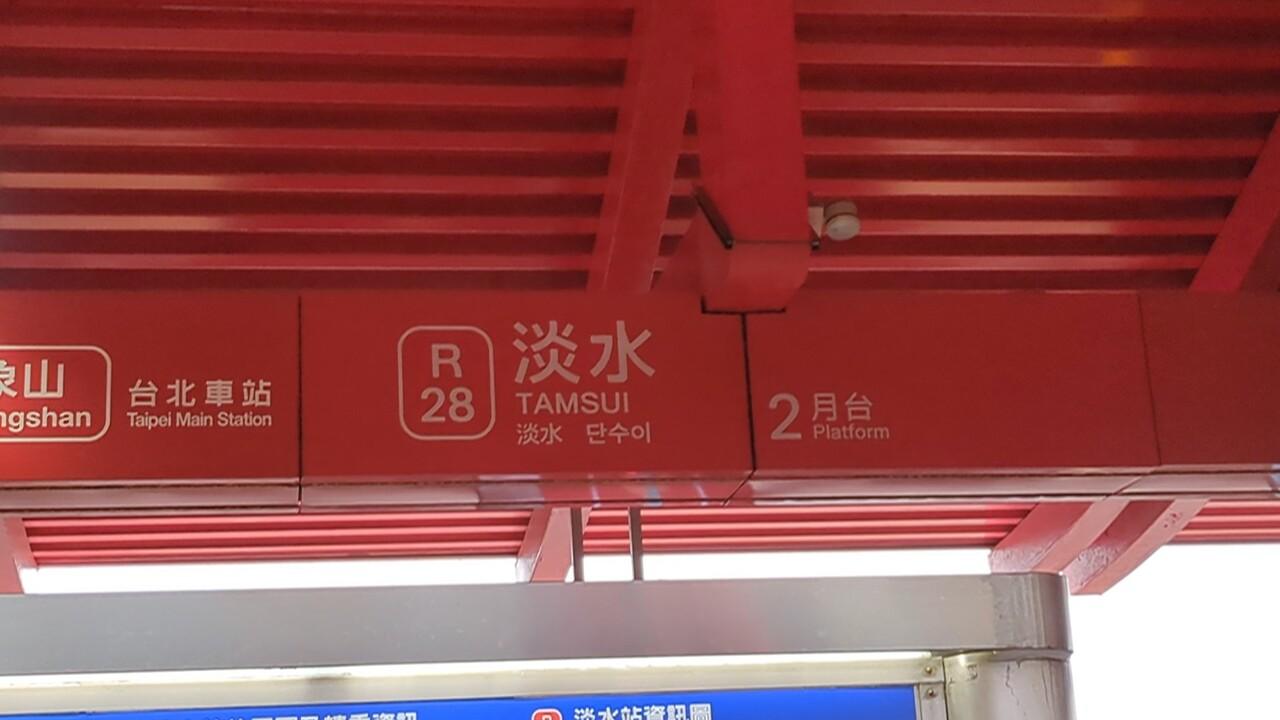 象山
ngshan
台北車站
Taipei Main Station
R
28
淡水
TAMSUI
淡水 단수이
2 月台
Platform
淡水站資訊圖